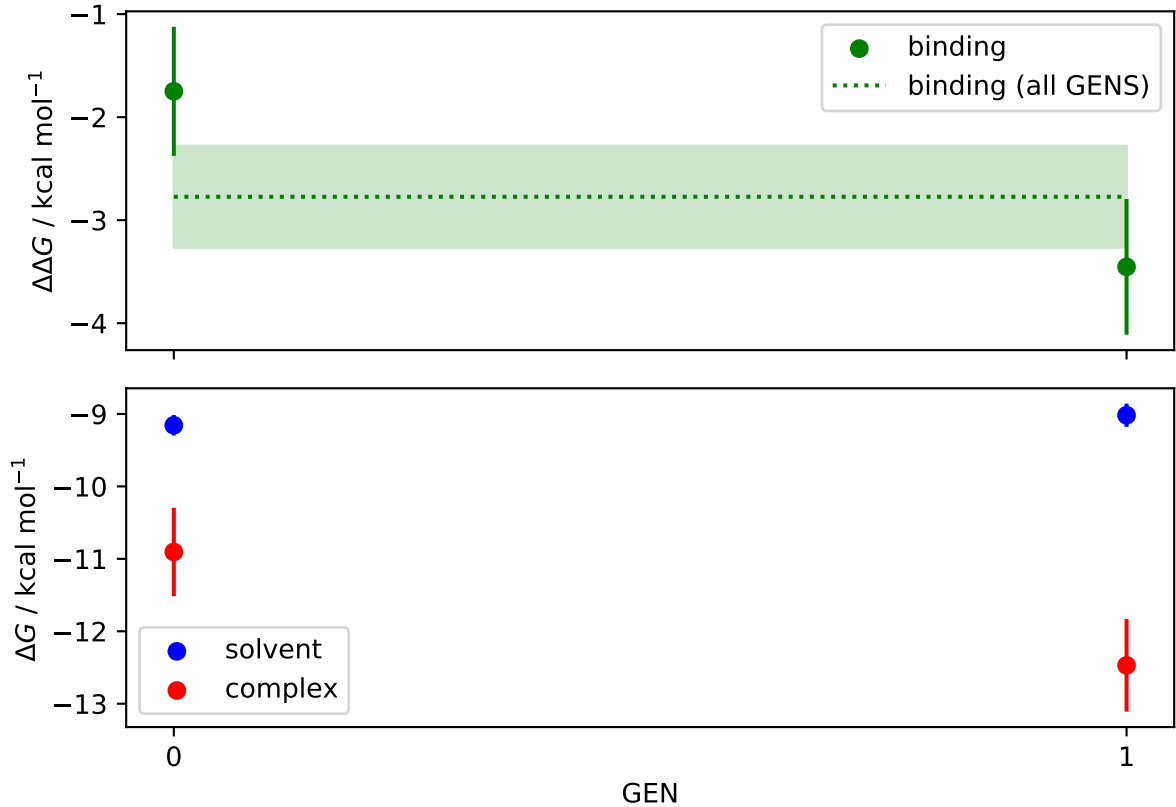 −1
−2
−3
−4
ΔΔG / kcal mol⁻¹
binding
binding (all GENS)
−9
−10
−11
−12
−13
ΔG / kcal mol⁻¹
solvent
complex
0
1
GEN